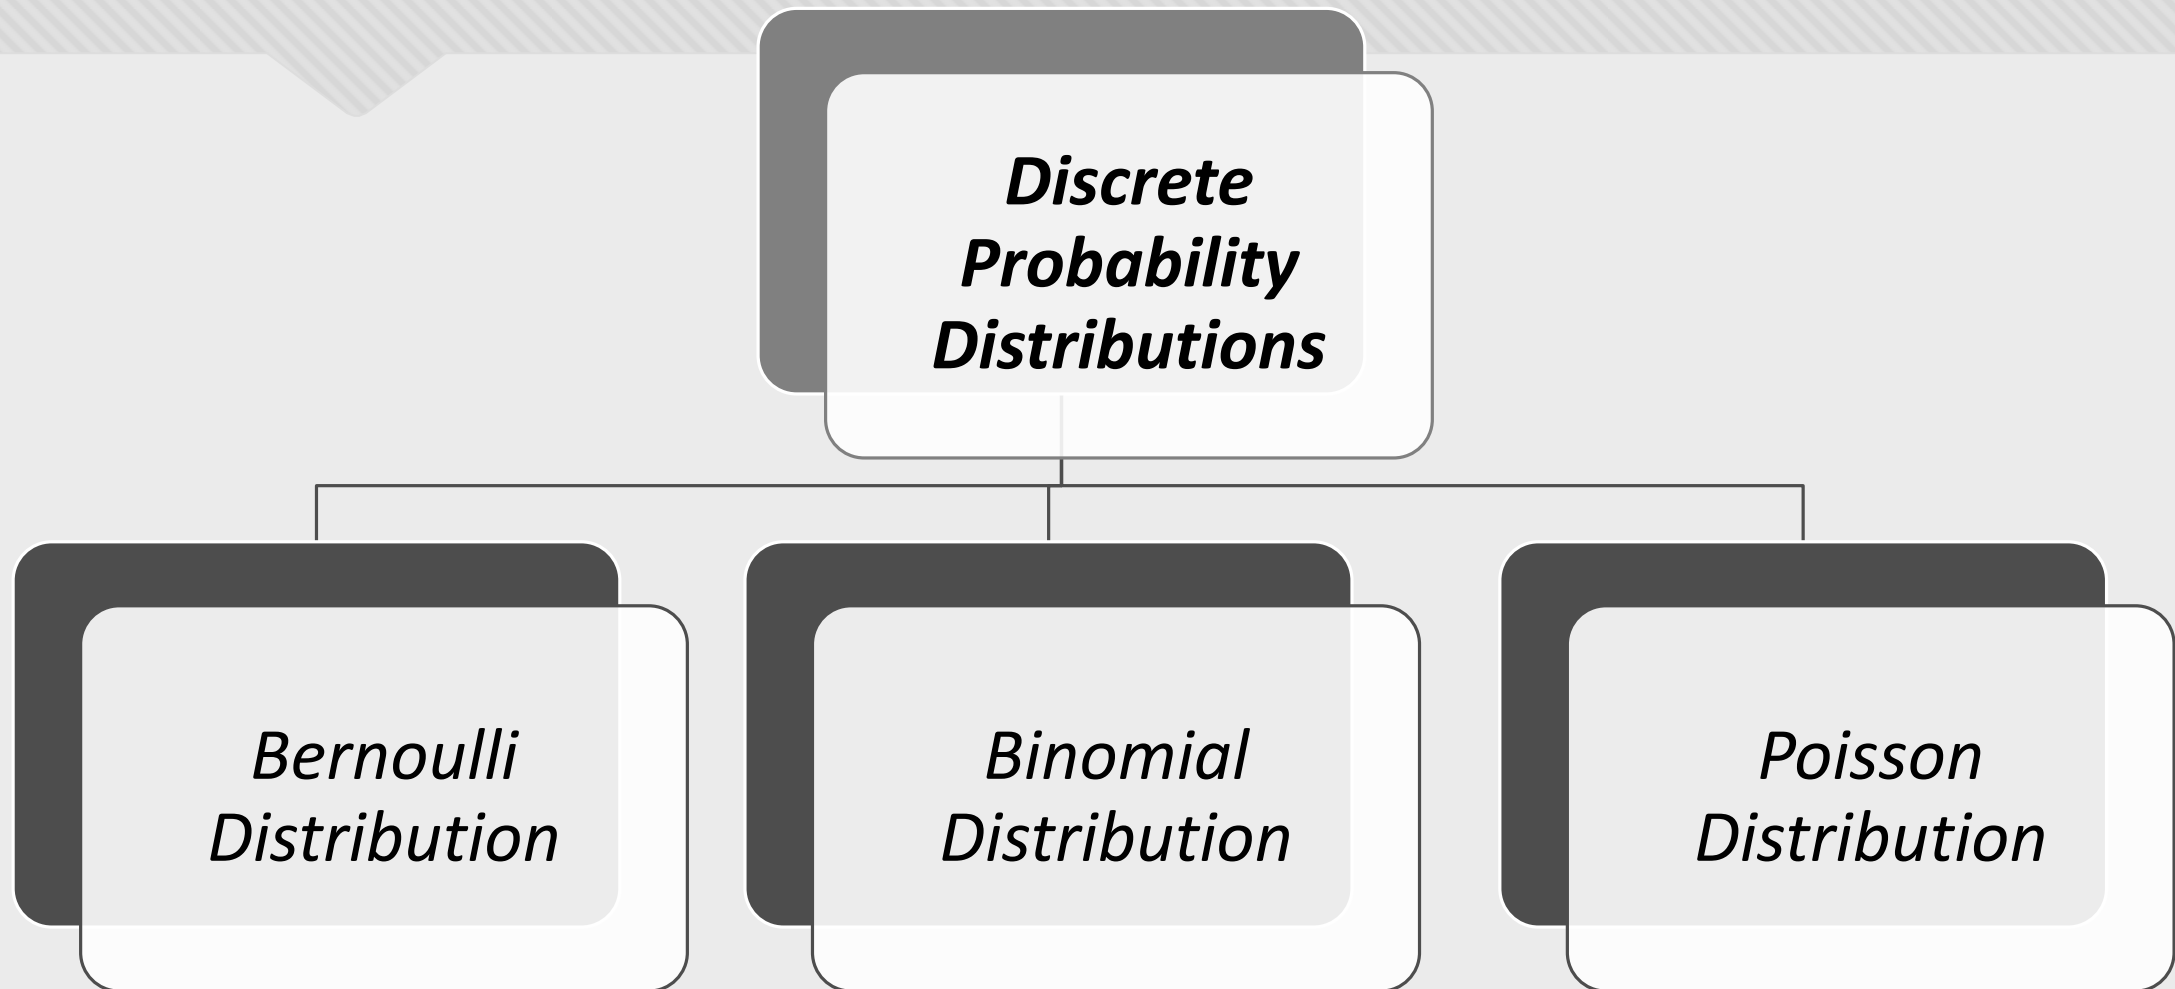 Discrete
Probability
Distributions
Bernoulli
Distribution
Binomial
Distribution
Poisson
Distribution